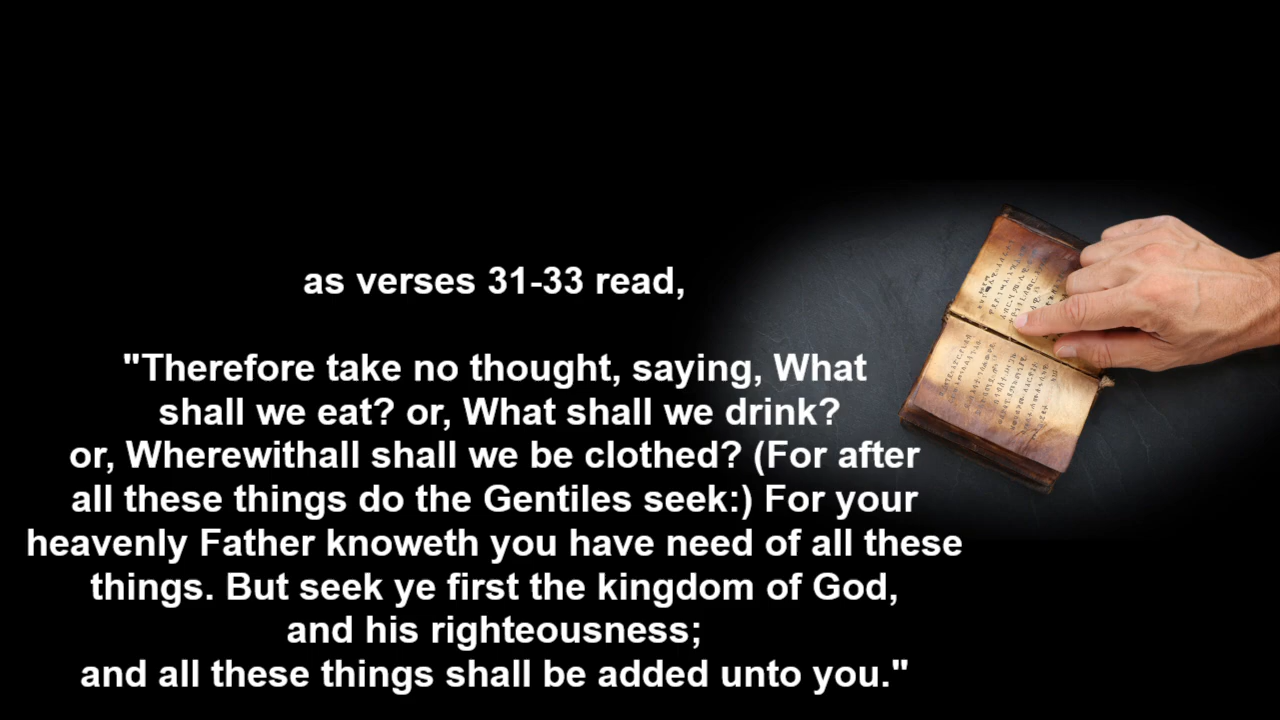 as verses 31-33 read,
"Therefore take no thought, saying, What
shall we eat? or, What shall we drink?
or, Wherewithall shall we be clothed? (For after
all these things do the Gentiles seek:) For your
heavenly Father knoweth you have need of all these
things. But seek ye first the kingdom of God,
and his righteousness;
and all these things shall be added unto you."